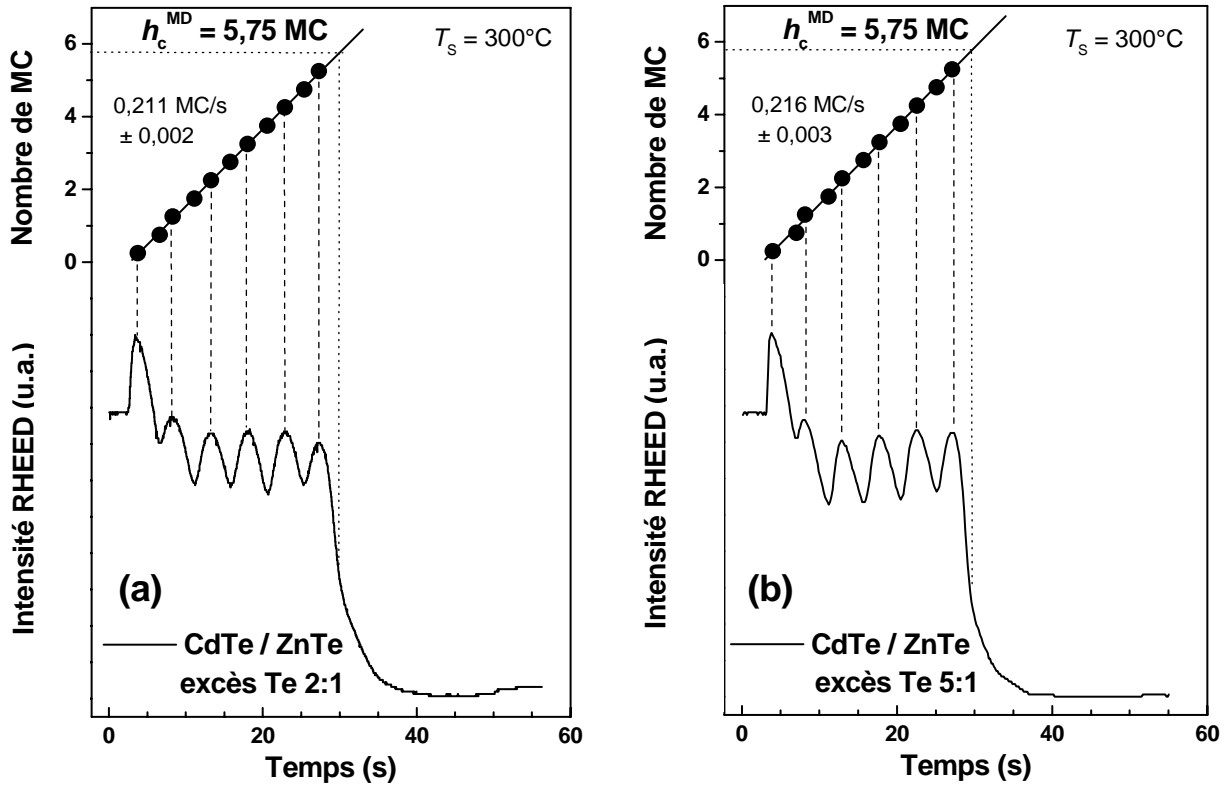 h_c^MD = 5,75 MC
T_S = 300°C
6
4
2
0
Nombre de MC
0,211 MC/s
± 0,002
Intensité RHEED (u.a.)
(a)
CdTe / ZnTe
excès Te 2:1
0
20
40
60
Temps (s)
h_c^MD = 5,75 MC
T_S = 300°C
6
4
2
0
Nombre de MC
0,216 MC/s
± 0,003
Intensité RHEED (u.a.)
(b)
CdTe / ZnTe
excès Te 5:1
0
20
40
60
Temps (s)